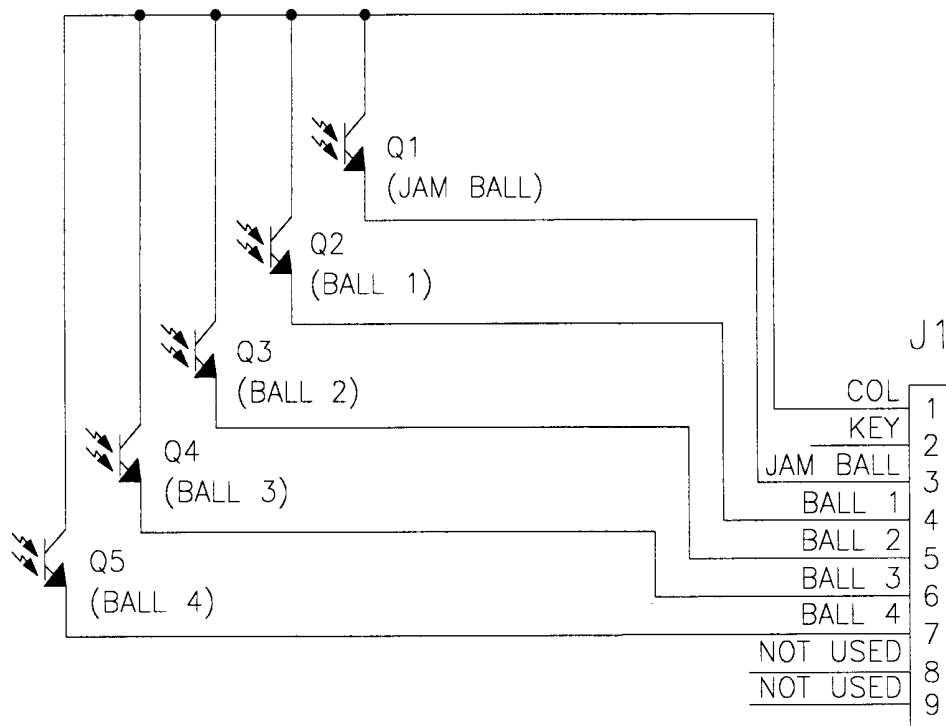 Q1
(JAM BALL)
Q2
(BALL 1)
Q3
(BALL 2)
Q4
(BALL 3)
Q5
(BALL 4)
J1
COL 1
KEY 2
JAM BALL 3
BALL 1 4
BALL 2 5
BALL 3 6
BALL 4 7
NOT USED 8
NOT USED 9